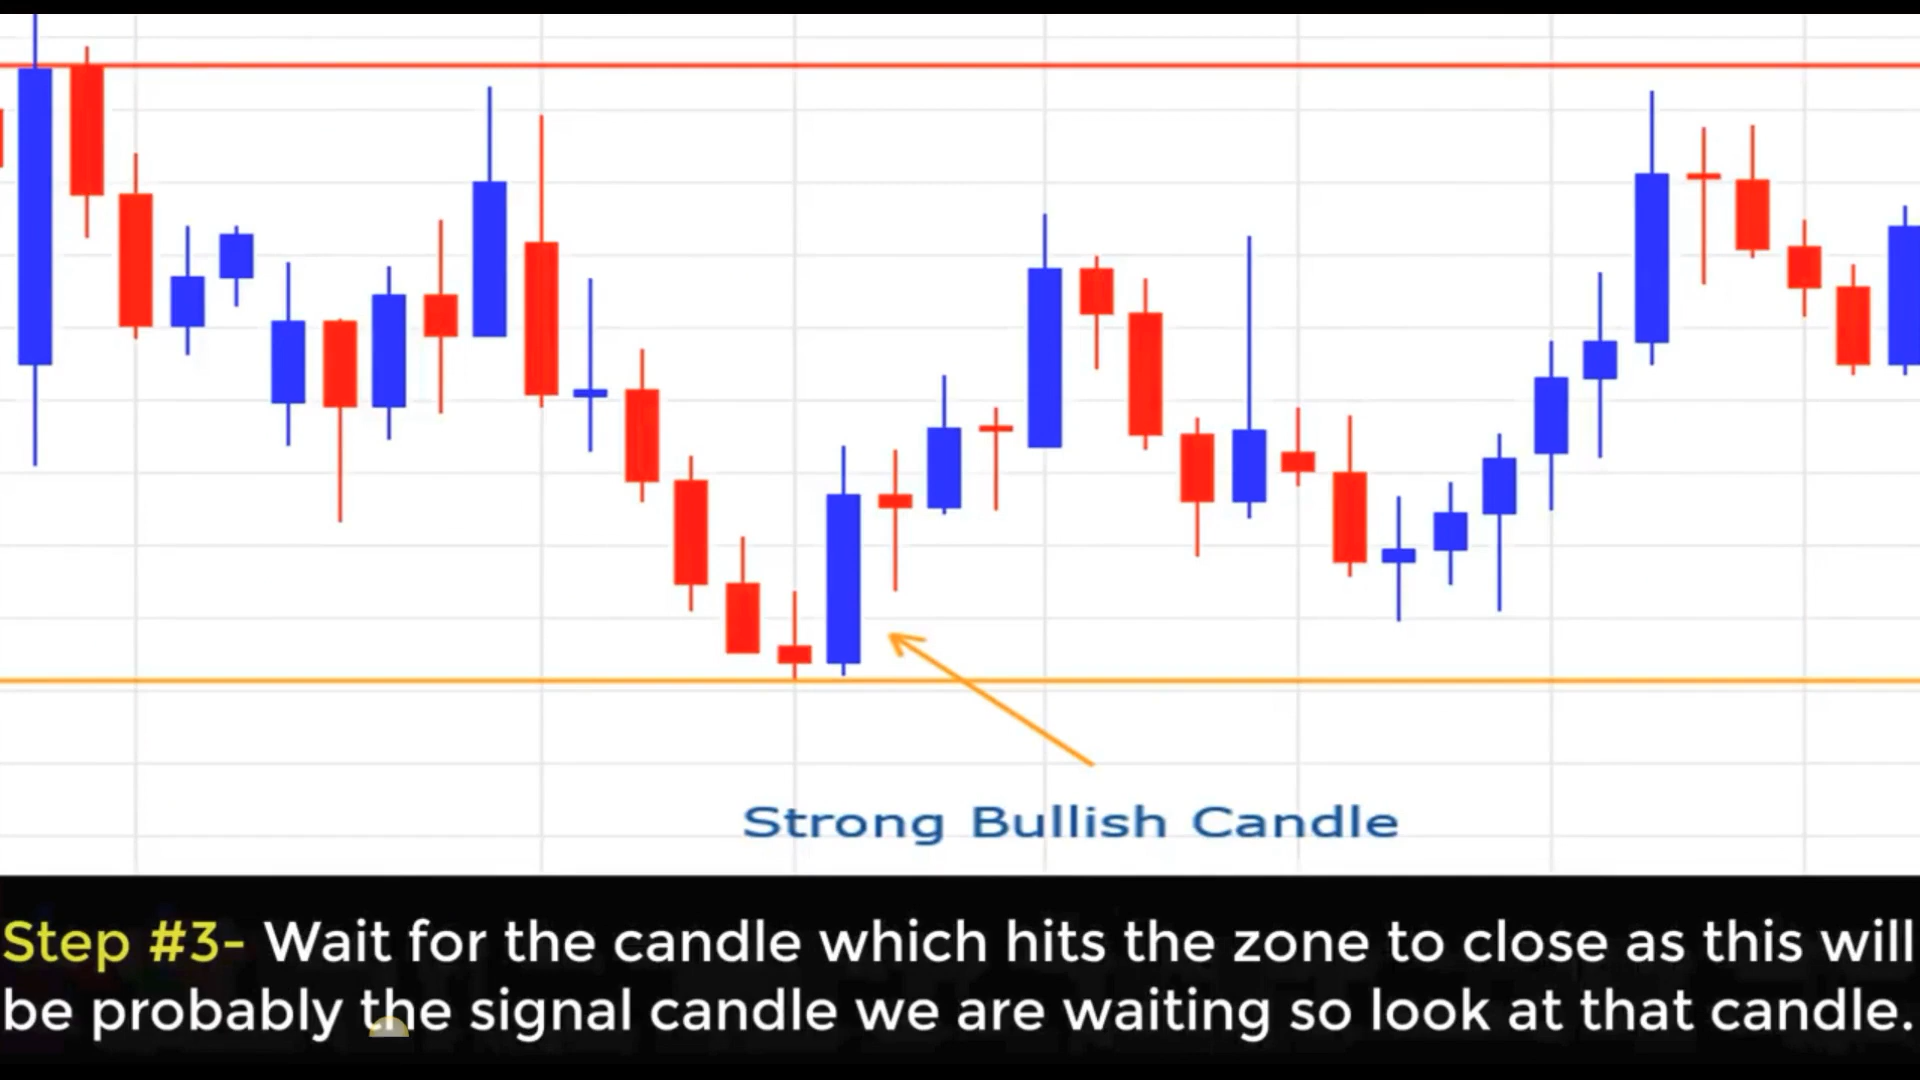 Strong Bullish Candle
Step #3- Wait for the candle which hits the zone to close as this will
be probably the signal candle we are waiting so look at that candle.